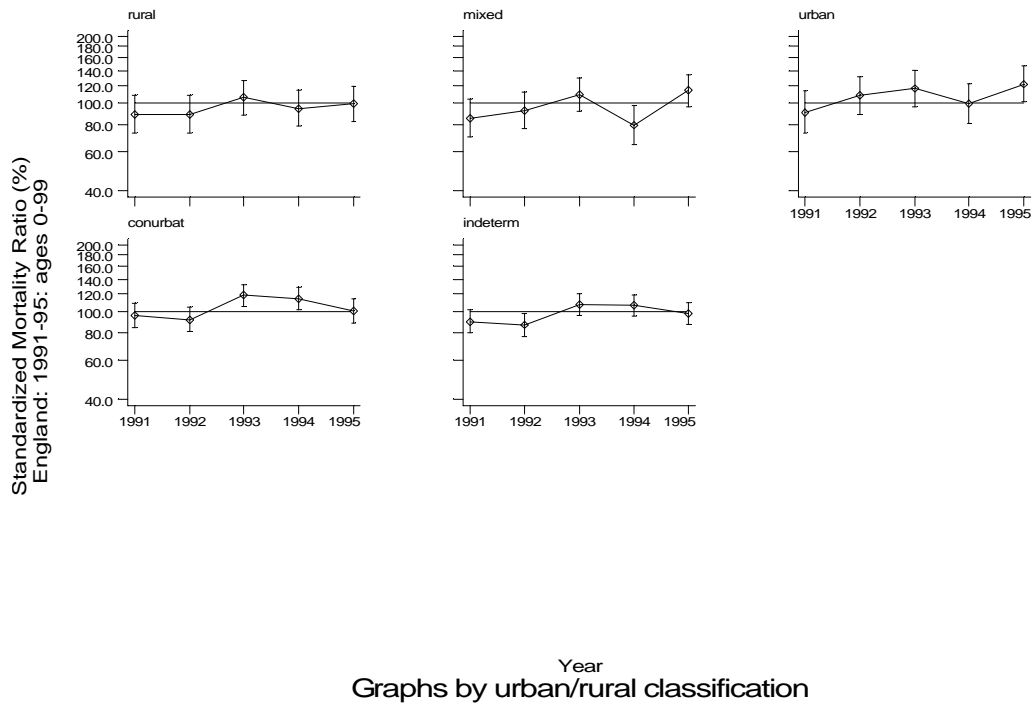 rural
mixed
urban
200.0
180.0
160.0
140.0
120.0
100.0
80.0
60.0
40.0
1991 1992 1993 1994 1995
conurbat
indeterm
200.0
180.0
160.0
140.0
120.0
100.0
80.0
60.0
40.0
1991 1992 1993 1994 1995
1991 1992 1993 1994 1995
Standardized Mortality Ratio (%)
England: 1991-95: ages 0-99
Year
Graphs by urban/rural classification